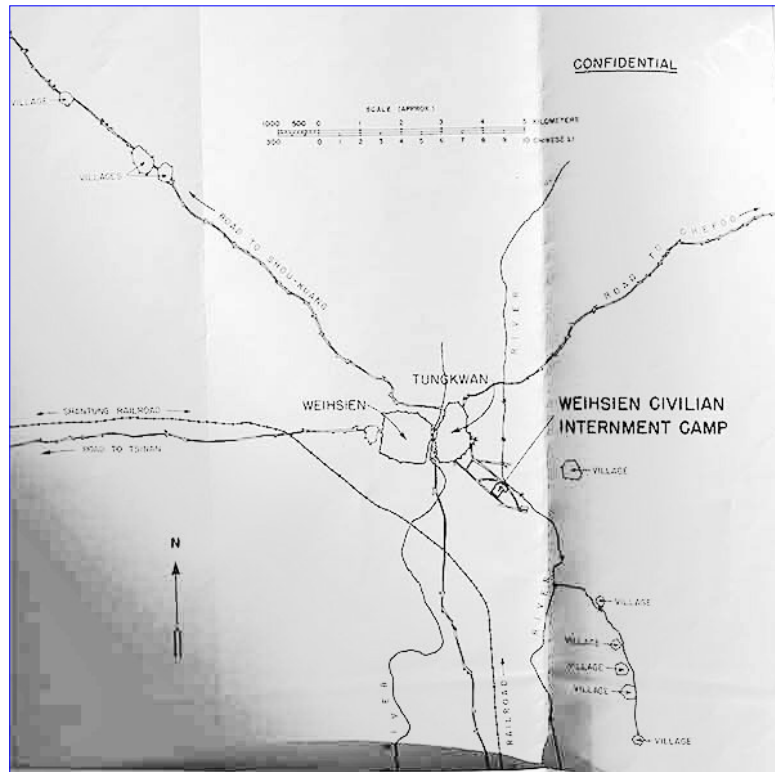 CONFIDENTIAL
SCALE (APPROX.)
1000 500 0 1 2 3 4 5 KILOMETERS
0 1 2 3 4 5 6 7 8 9 10 CHINESE LI
VILLAGE
VILLAGES
ROAD TO SHOU-KUANG
RIVER
ROAD TO CHEFOO
TUNGKWAN
WEIHSIEN
SHANTUNG RAILROAD
ROAD TO TSINAN
WEIHSIEN CIVILIAN
INTERNMENT CAMP
VILLAGE
N
RIVER
VILLAGE
VILLAGE
VILLAGE
VILLAGE
RIVER
RAILROAD
VILLAGE